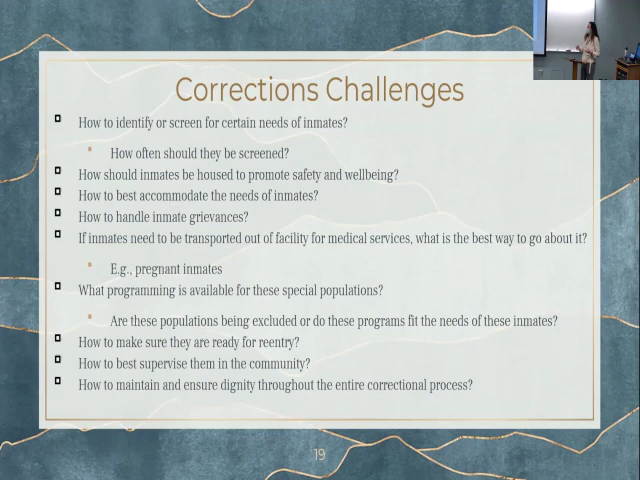 Corrections Challenges
How to identify or screen for certain needs of inmates?
How often should they be screened?
How should inmates be housed to promote safety and wellbeing?
How to best accommodate the needs of inmates?
How to handle inmate grievances?
If inmates need to be transported out of facility for medical services, what is the best way to go about it?
E.g., pregnant inmates
What programming is available for these special populations?
Are these populations being excluded or do these programs fit the needs of these inmates?
How to make sure they are ready for reentry?
How to best supervise them in the community?
How to maintain and ensure dignity throughout the entire correctional process?
19